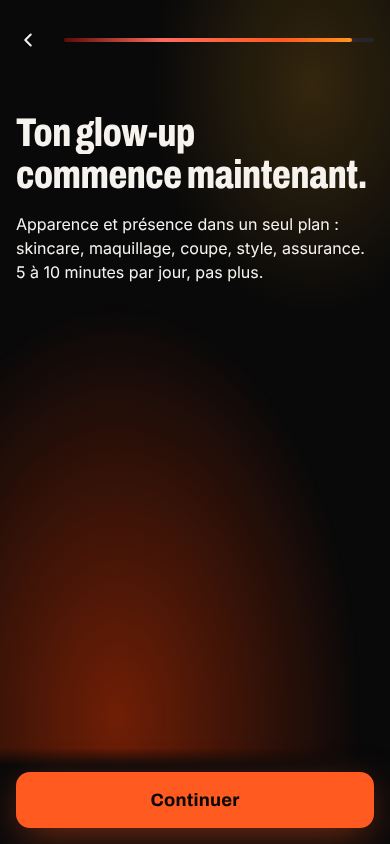 Ton glow-up
commence maintenant.
Apparence et présence dans un seul plan :
skincare, maquillage, coupe, style, assurance.
5 à 10 minutes par jour, pas plus.
Continuer